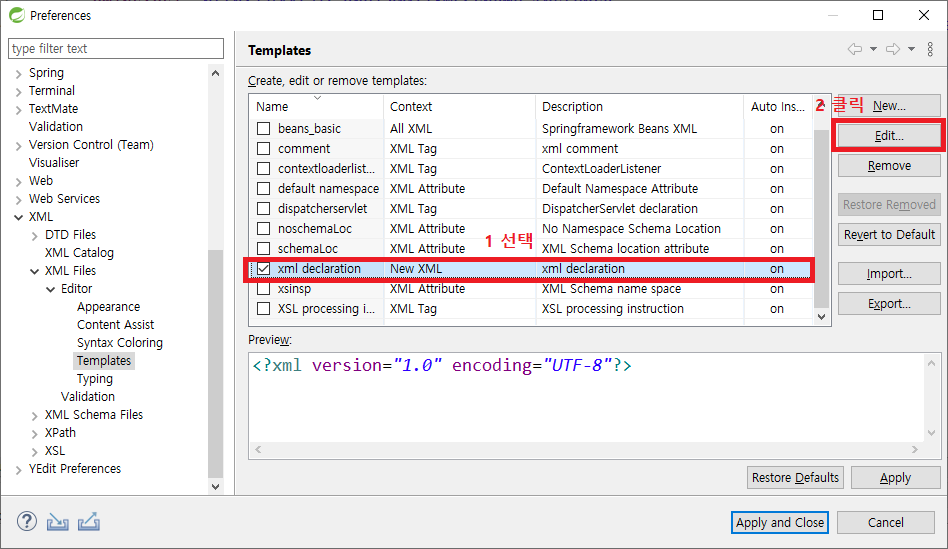 Preferences
type filter text
Spring
Terminal
TextMate
Validation
Version Control (Team)
Visualiser
Web
Web Services
XML
DTD Files
XML Catalog
XML Files
Editor
Appearance
Content Assist
Syntax Coloring
Templates
Typing
Validation
XML Schema Files
XPath
XSL
YEdit Preferences
Templates
Create, edit or remove templates:
Name Context Description Auto Ins...
beans_basic All XML Springframework Beans XML on
comment XML Tag xml comment on
contextloaderlist... XML Tag ContextLoaderListener on
default namespace XML Attribute Default Namespace Attribute on
dispatcherservlet XML Tag DispatcherServlet declaration on
noschemaLoc XML Attribute No Namespace Schema Location on
1 선택
schemaLoc XML Attribute XML Schema location attribute on
xml declaration New XML xml declaration on
xsinsp XML Attribute XML Schema name space on
XSL processing i... XML Tag XSL processing instruction on
2 클릭
New...
Edit...
Remove
Restore Removed
Revert to Default
Import...
Export...
Preview:
<?xml version="1.0" encoding="UTF-8"?>
Restore Defaults
Apply
Apply and Close
Cancel